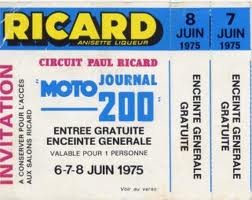 RICARD
ANISETTE LIQUEUR
INVITATION
A CONSERVER POUR L'ACCÈS
AUX SALONS RICARD
CIRCUIT PAUL RICARD
"MOTO JOURNAL
200"
ENTREE GRATUITE
ENCEINTE GENERALE
VALABLE POUR 1 PERSONNE
6-7-8 JUIN 1975
Voir au verso
8
JUIN
1975
ENCEINTE GENERALE
GRATUITE
7
JUIN
1975
ENCEINTE GENERALE
GRATUITE